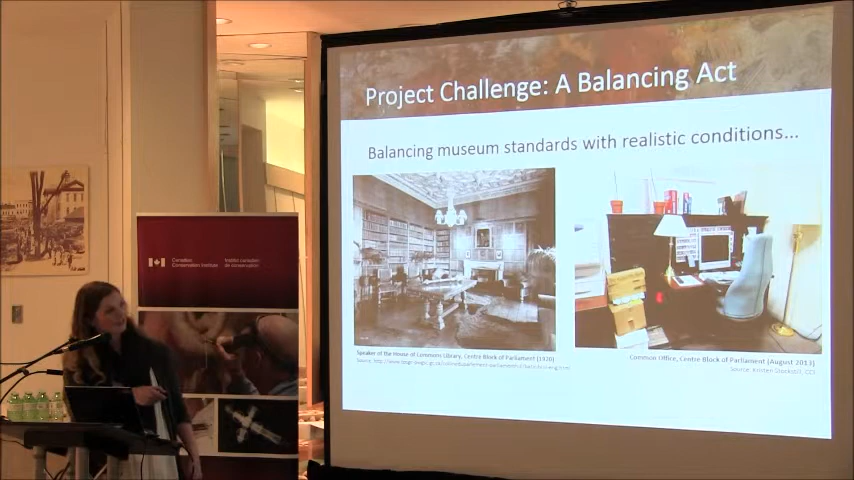 Project Challenge: A Balancing Act
Balancing museum standards with realistic conditions...
Canadian
Conservation Institute
Institut canadien
de conservation
Speaker of the House of Commons Library, Centre Block of Parliament (1920)
Common Office, Centre Block of Parliament (August 2013)